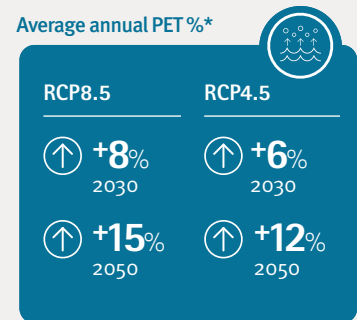 Average annual PET %*
RCP8.5
RCP4.5
+8%
2030
+6%
2030
+15%
2050
+12%
2050